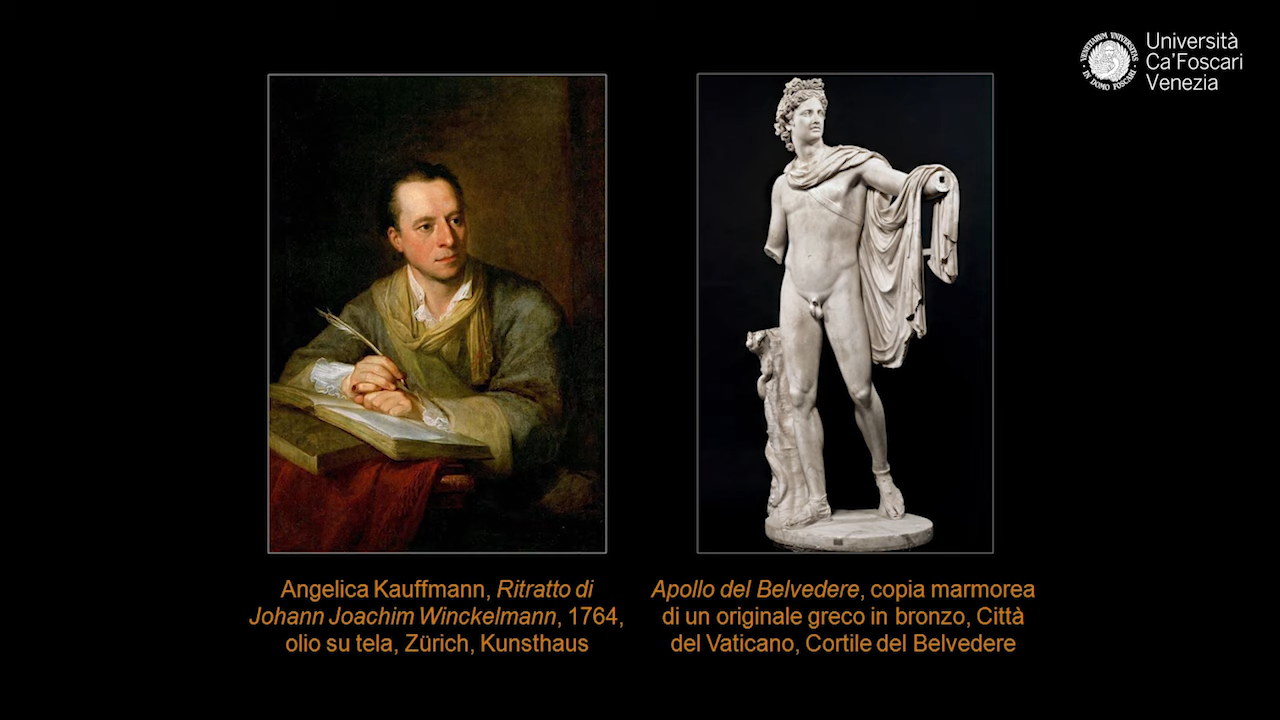 Università
Ca'Foscari
Venezia
Angelica Kauffmann, Ritratto di
Johann Joachim Winckelmann, 1764,
olio su tela, Zürich, Kunsthaus
Apollo del Belvedere, copia marmorea
di un originale greco in bronzo, Città
del Vaticano, Cortile del Belvedere